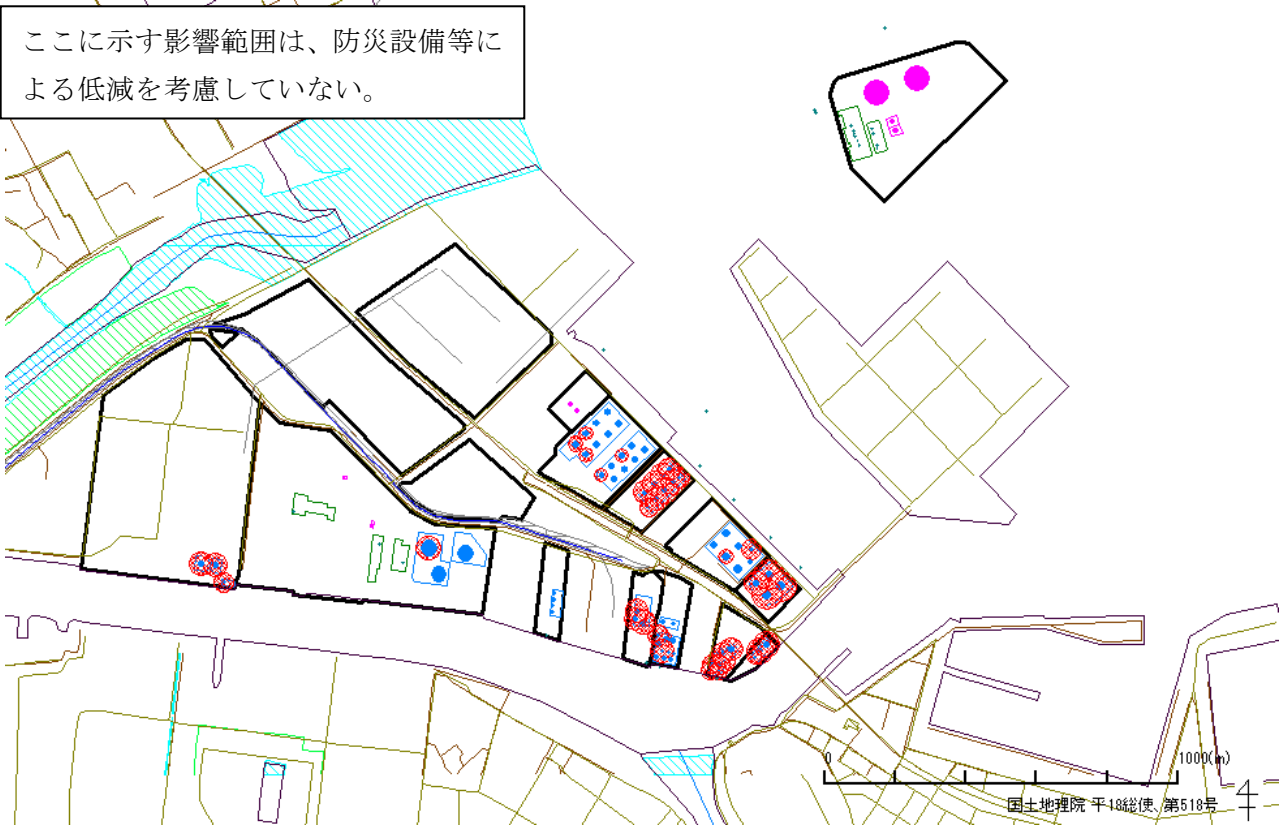 ここに示す影響範囲は、防災設備等に
よる低減を考慮していない。
0 1000(m)
国土地理院 平18総使、第518号